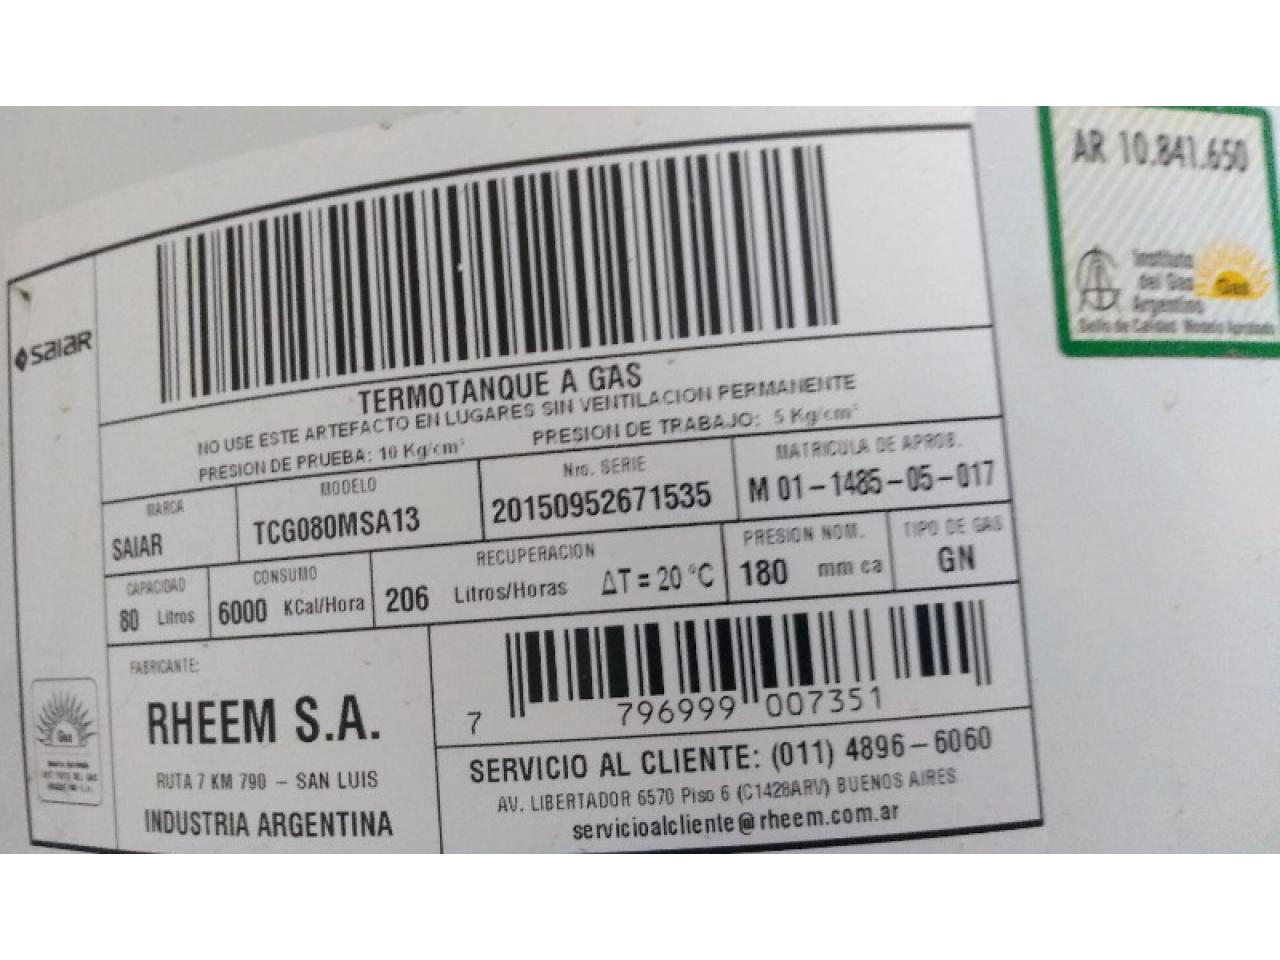 AR 10.841.650
Instituto
del Gas
Argentino
Gas
Sello de Calidad Modelo Aprobado
SAIAR
TERMOTANQUE A GAS
NO USE ESTE ARTEFACTO EN LUGARES SIN VENTILACION PERMANENTE
PRESION DE PRUEBA: 10 Kg/cm² PRESION DE TRABAJO: 5 Kg/cm²
MARCA MODELO Nro. SERIE MATRICULA DE APROB.
SAIAR TCG080MSA13 20150952671535 M 01-1485-05-017
CAPACIDAD CONSUMO RECUPERACION PRESION NOM. TIPO DE GAS
80 Litros 6000 KCal/Hora 206 Litros/Horas ΔT = 20 °C 180 mm ca GN
FABRICANTE:
RHEEM S.A.
RUTA 7 KM 790 - SAN LUIS
INDUSTRIA ARGENTINA
7 796999 007351
SERVICIO AL CLIENTE: (011) 4896-6060
AV. LIBERTADOR 6570 Piso 6 (C1428ARV) BUENOS AIRES
servicioalcliente@rheem.com.ar
Gas